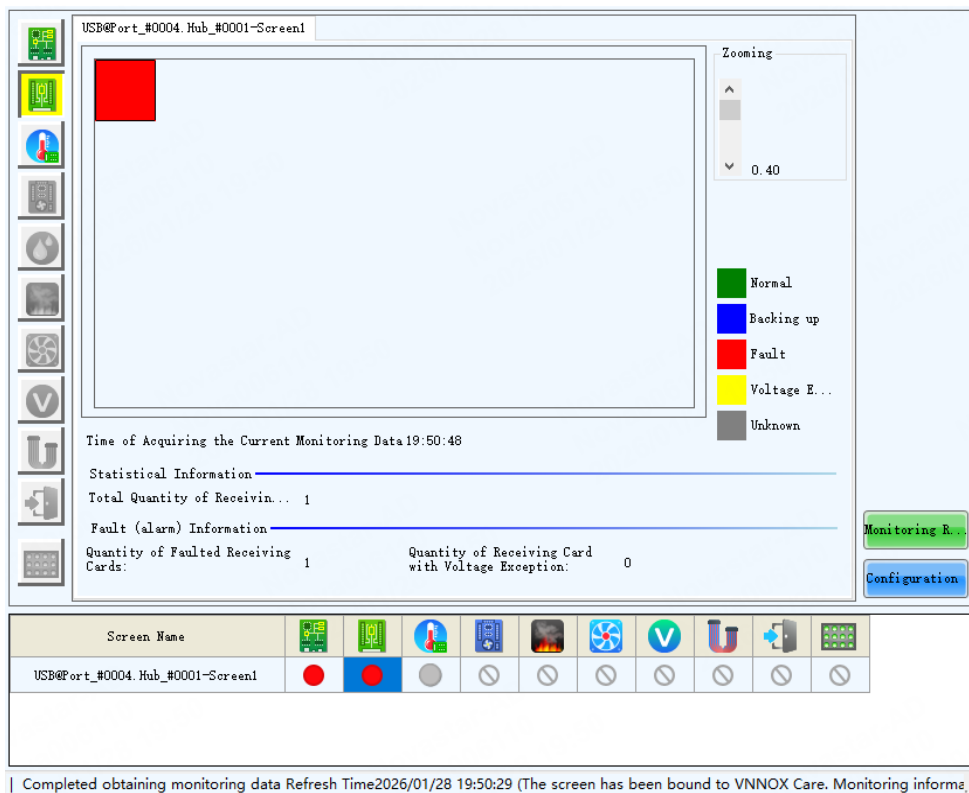 USB@Port_#0004.Hub_#0001-Screen1
Zooming
0.40
Normal
Backing up
Fault
Voltage E...
Unknown
Time of Acquiring the Current Monitoring Data 19:50:48
Statistical Information
Total Quantity of Receivin... 1
Fault (alarm) Information
Quantity of Faulted Receiving
Cards: 1
Quantity of Receiving Card
with Voltage Exception: 0
Monitoring R...
Configuration
Screen Name
USB@Port_#0004.Hub_#0001-Screen1
Completed obtaining monitoring data Refresh Time2026/01/28 19:50:29 (The screen has been bound to VNNOX Care. Monitoring informa